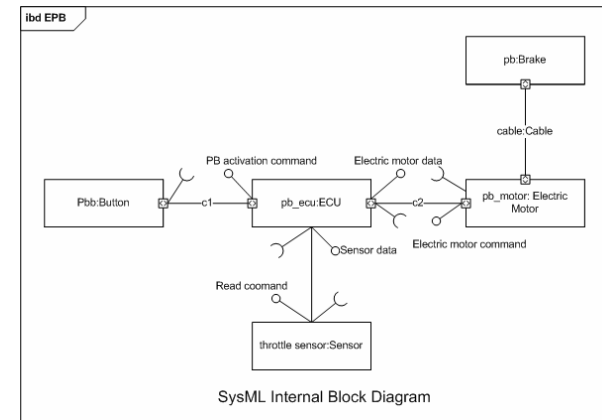 ibd EPB
pb:Brake
cable:Cable
PB activation command
Electric motor data
Pbb:Button
c1
pb_ecu:ECU
c2
pb_motor: Electric
Motor
Sensor data
Electric motor command
Read coomand
throttle sensor:Sensor
SysML Internal Block Diagram